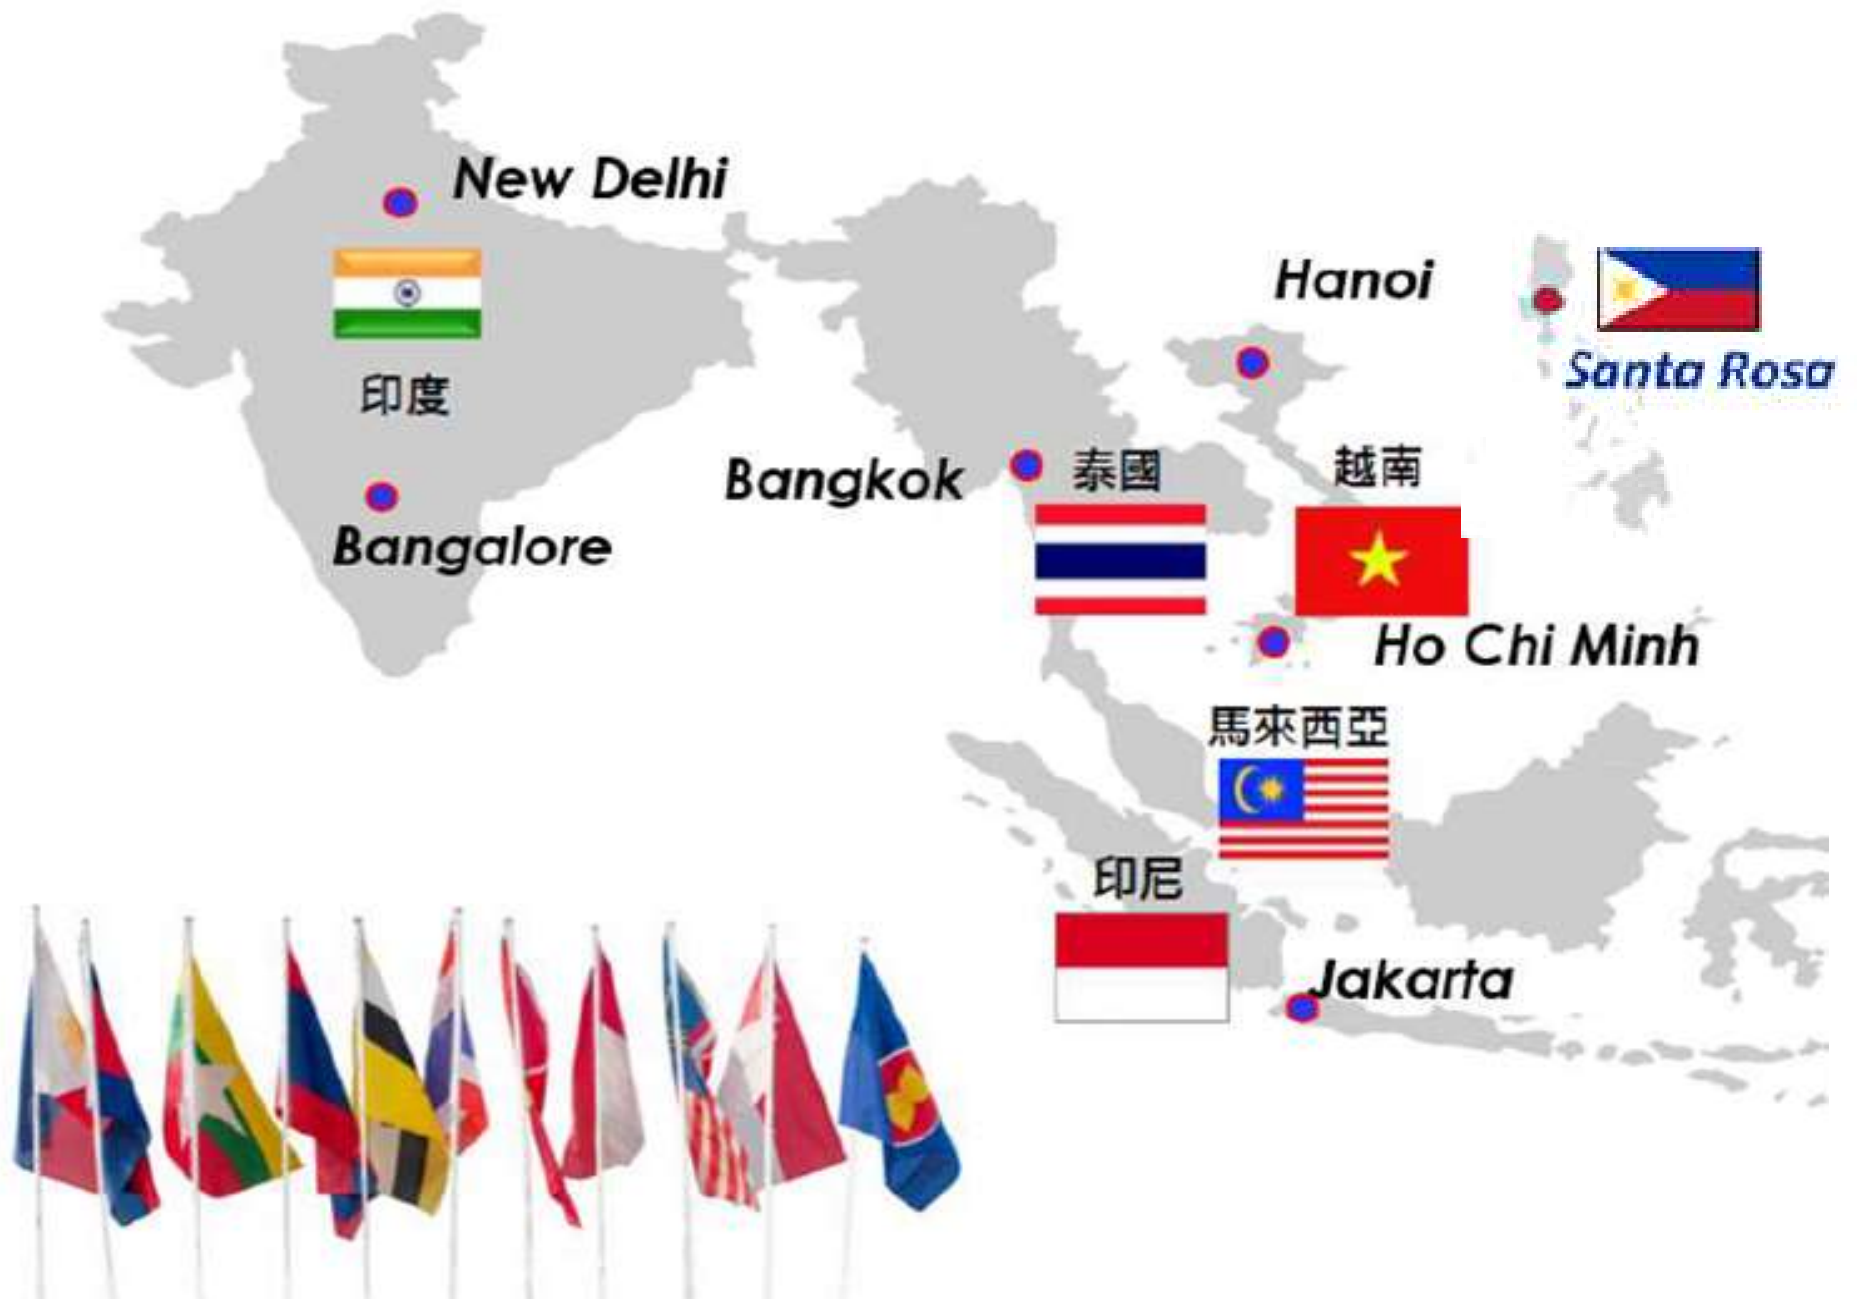 New Delhi
Hanoi
Santa Rosa
印度
Bangkok
泰國
越南
Bangalore
Ho Chi Minh
馬來西亞
印尼
Jakarta